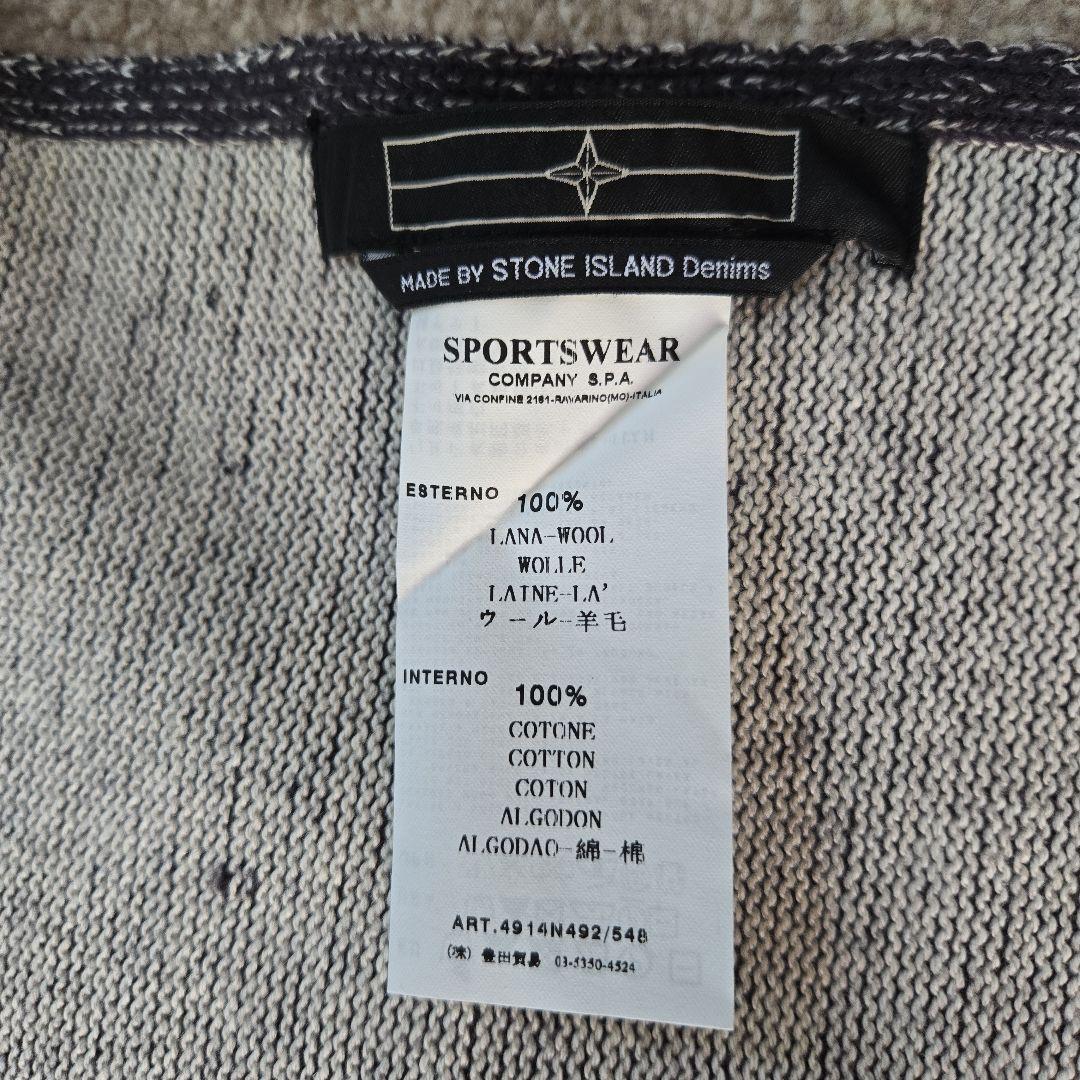 MADE BY STONE ISLAND Denims
SPORTSWEAR
COMPANY S.P.A.
VIA CONFINE 2161-RAVARINO(MO)-ITALIA
ESTERNO 100%
LANA-WOOL
WOLLE
LAINE-LA'
ウール-羊毛
INTERNO 100%
COTONE
COTTON
COTON
ALGODON
ALGODAO-綿-棉
ART.4914N492/548
(株) 豊田貿易 03-5350-4524